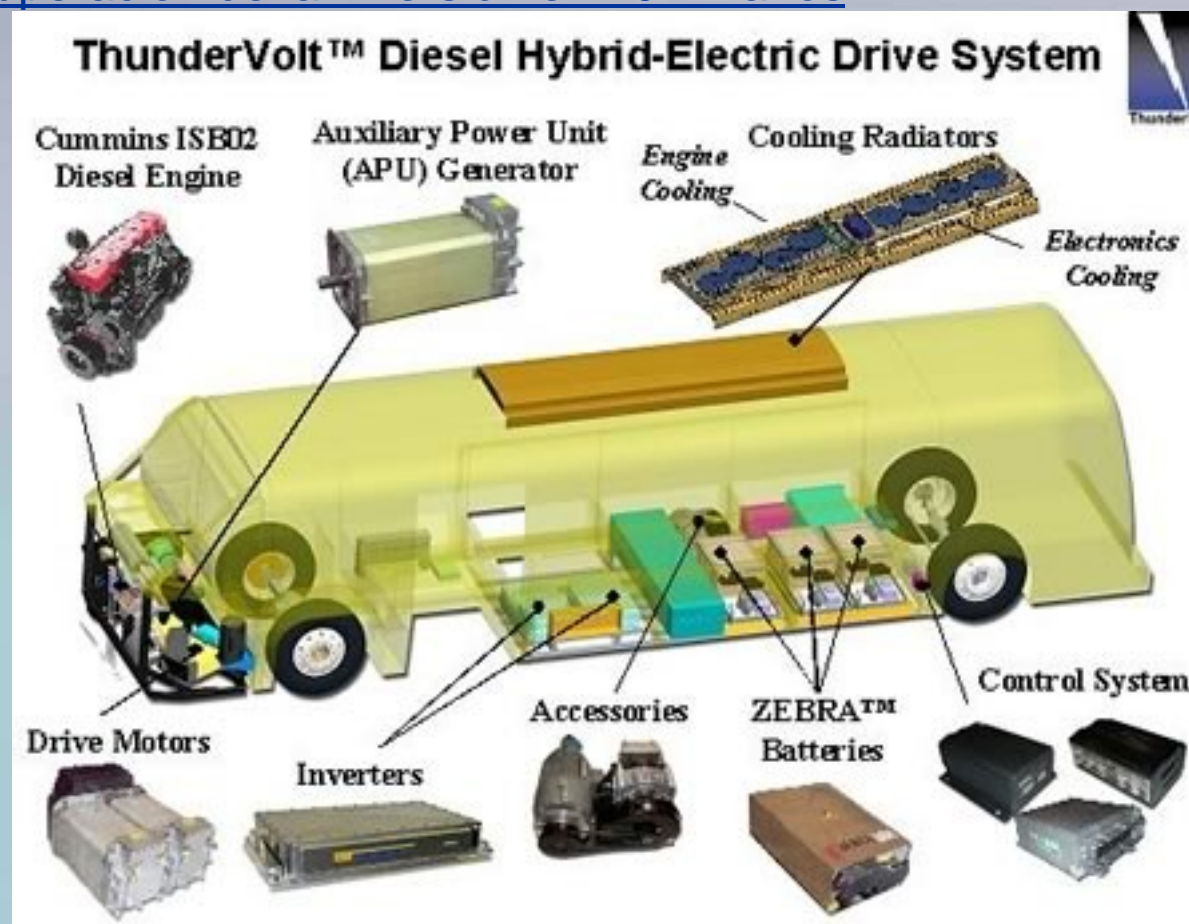 ThunderVolt™ Diesel Hybrid-Electric Drive System
Thunder
Cummins ISB02
Diesel Engine
Auxiliary Power Unit
(APU) Generator
Cooling Radiators
Engine
Cooling
Electronics
Cooling
Drive Motors
Inverters
Accessories
ZEBRA™
Batteries
Control System